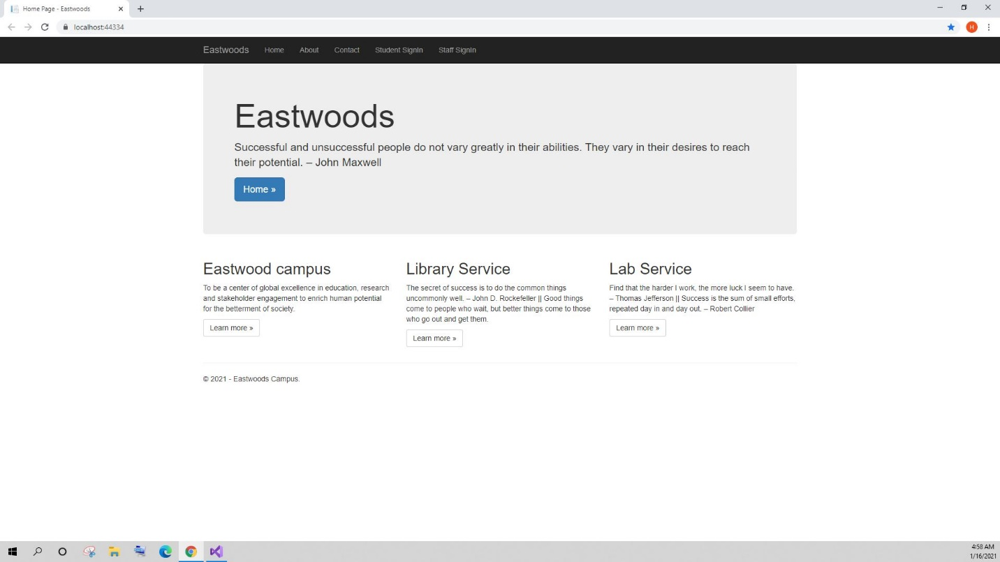 Home Page - Eastwoods
localhost:44334
H
Eastwoods Home About Contact Student SignIn Staff SignIn
Eastwoods
Successful and unsuccessful people do not vary greatly in their abilities. They vary in their desires to reach
their potential. – John Maxwell
Home »
Eastwood campus
To be a center of global excellence in education, research
and stakeholder engagement to enrich human potential
for the betterment of society.
Learn more »
Library Service
The secret of success is to do the common things
uncommonly well. – John D. Rockefeller || Good things
come to people who wait, but better things come to those
who go out and get them.
Learn more »
Lab Service
Find that the harder I work, the more luck I seem to have.
– Thomas Jefferson || Success is the sum of small efforts,
repeated day in and day out. – Robert Collier
Learn more »
© 2021 - Eastwoods Campus.
4:58 AM
1/16/2021